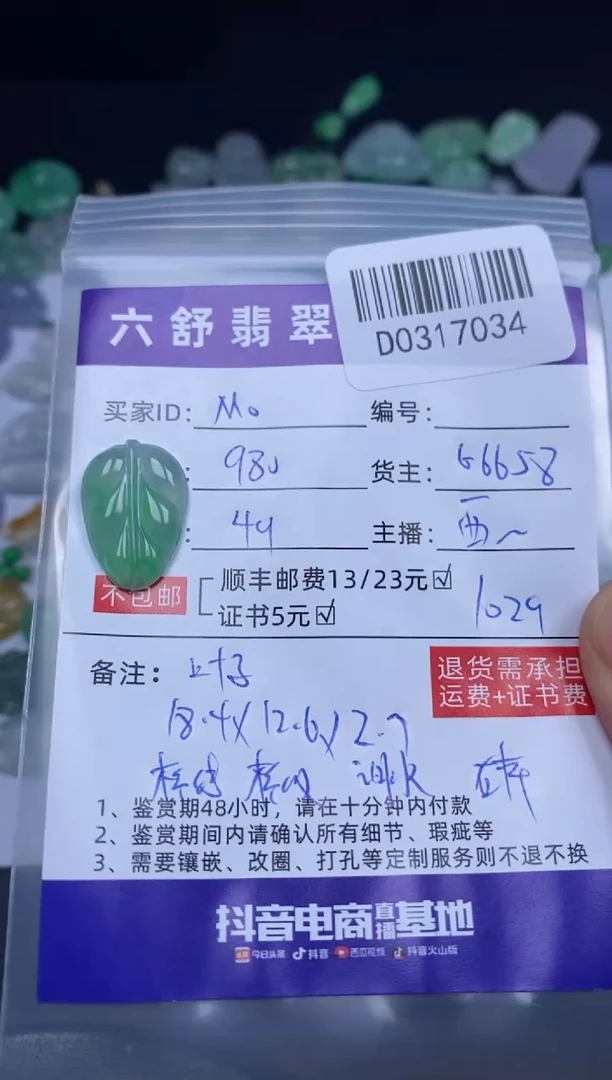 D0317034
六舒翡翠
买家ID: Mo 编号:
: 980 货主: G6658
: 49 主播: 西
不包邮
顺丰邮费13/23元☑
证书5元☑
1029
备注: 叶子
退货需承担
运费+证书费
18.4X12.6X2.7
1、鉴赏期48小时，请在十分钟内付款
2、鉴赏期间内请确认所有细节、瑕疵等
3、需要镶嵌、改圈、打孔等定制服务则不退不换
抖音电商直播基地
今日头条 抖音 西瓜视频 抖音火山版